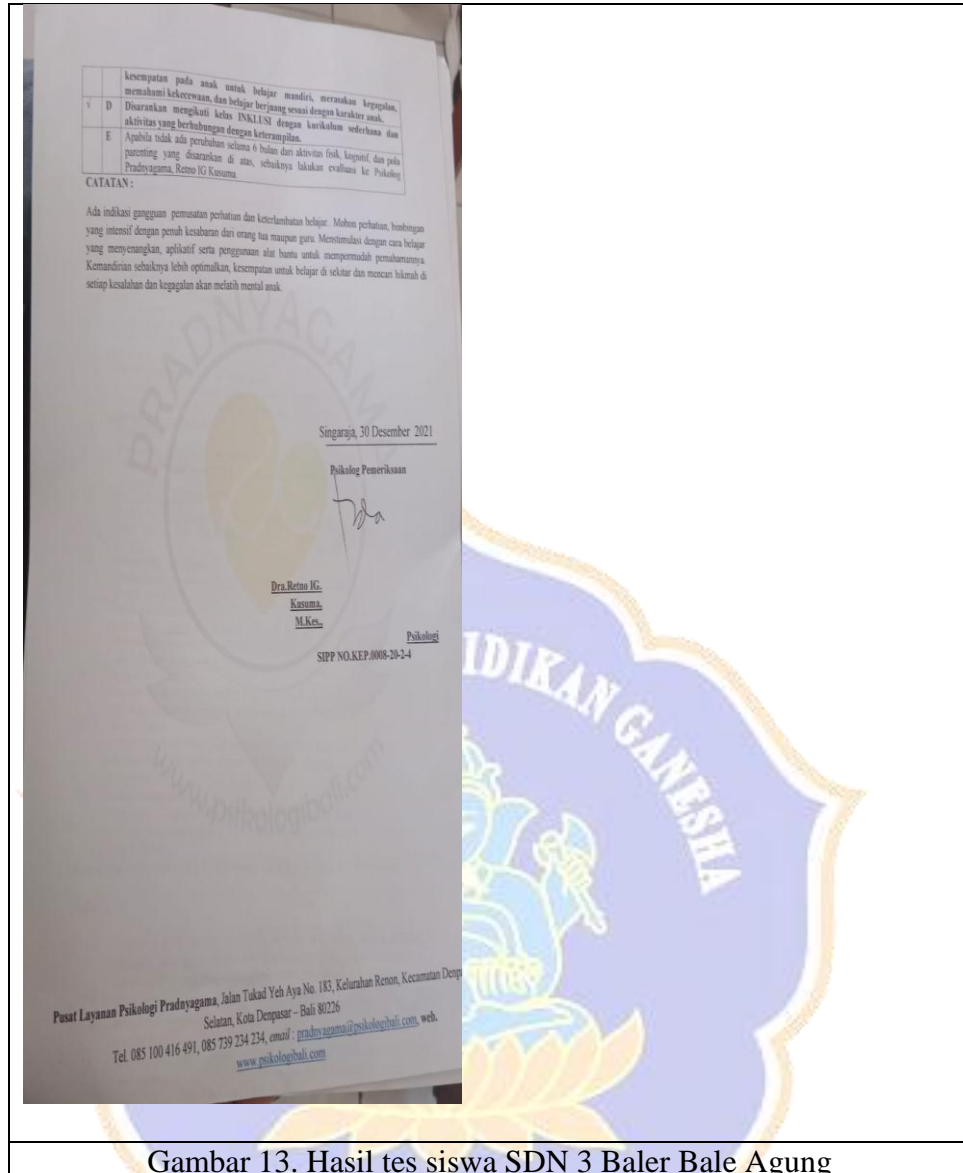 kesempatan pada anak untuk belajar mandiri, merasakan kegagalan,
memahami kekecewaan, dan belajar berjuang sesuai dengan karakter anak.
√ D Disarankan mengikuti kelas INKLUSI dengan kurikulum sederhana dan
aktivitas yang berhubungan dengan keterampilan.
E Apabila tidak ada perubahan selama 6 bulan dari aktivitas fisik, kognitif, dan pola
parenting yang disarankan di atas, sebaiknya lakukan evaluasi ke Psikolog
Pradnyagama, Retno IG Kusuma
CATATAN :
Ada indikasi gangguan pemusatan perhatian dan keterlambatan belajar. Mohon perhatian, bimbingan
yang intensif dengan penuh kesabaran dari orang tua maupun guru. Menstimulasi dengan cara belajar
yang menyenangkan, aplikatif serta penggunaan alat bantu untuk mempermudah pemahamannya.
Kemandirian sebaiknya lebih optimalkan, kesempatan untuk belajar di sekitar dan mencari hikmah di
setiap kesalahan dan kegagalan akan melatih mental anak.
PRADNYAGAMA
Singaraja, 30 Desember 2021
Psikolog Pemeriksaan
Dra.Retno IG.
Kusuma,
M.Kes.,
Psikologi
SIPP NO.KEP.0008-20-2-4
www.psikologibali.com
Pusat Layanan Psikologi Pradnyagama, Jalan Tukad Yeh Aya No. 183, Kelurahan Renon, Kecamatan Denp
Selatan, Kota Denpasar – Bali 80226
Tel. 085 100 416 491, 085 739 234 234, email : pradnyagama@psikologibali.com, web.
www.psikologibali.com
IDIKAN GANESHA
Gambar 13. Hasil tes siswa SDN 3 Baler Bale Agung